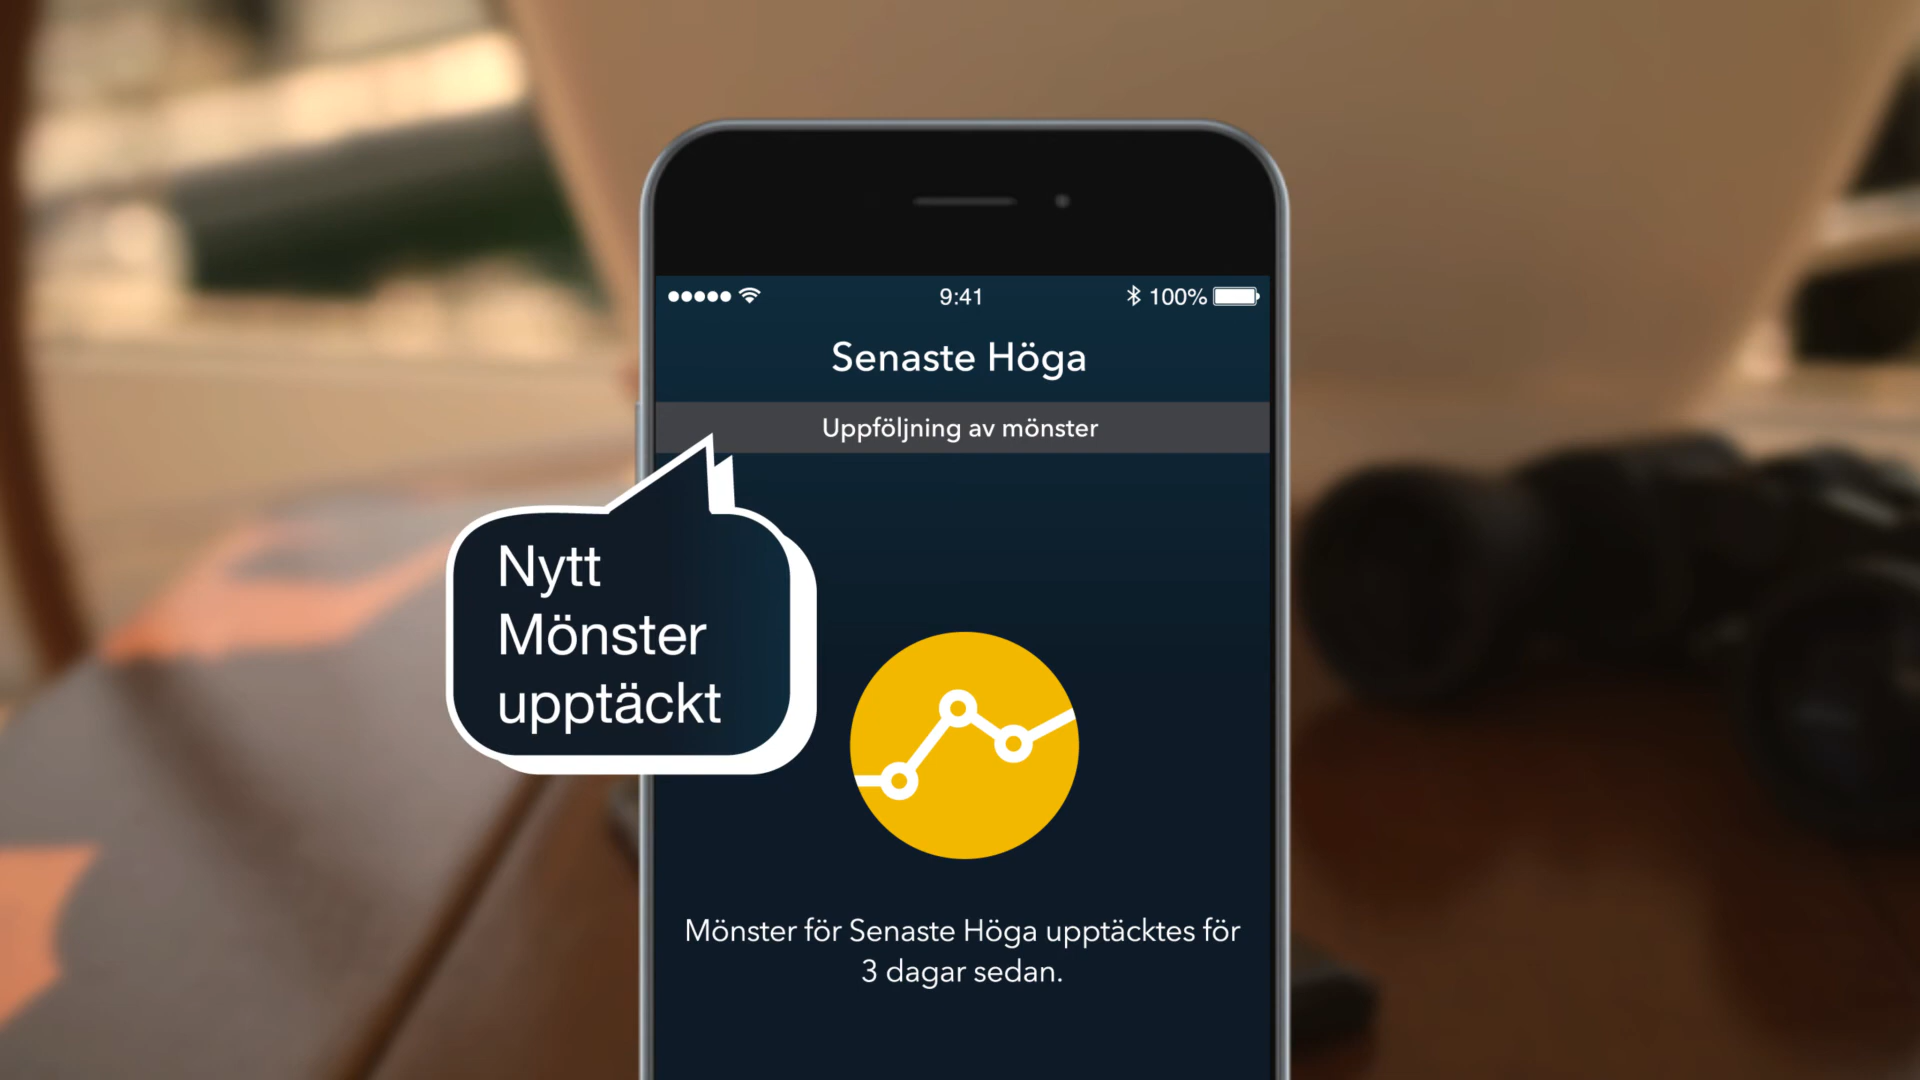 9:41
100%
Senaste Höga
Uppföljning av mönster
Nytt
Mönster
upptäckt
Mönster för Senaste Höga upptäcktes för
3 dagar sedan.